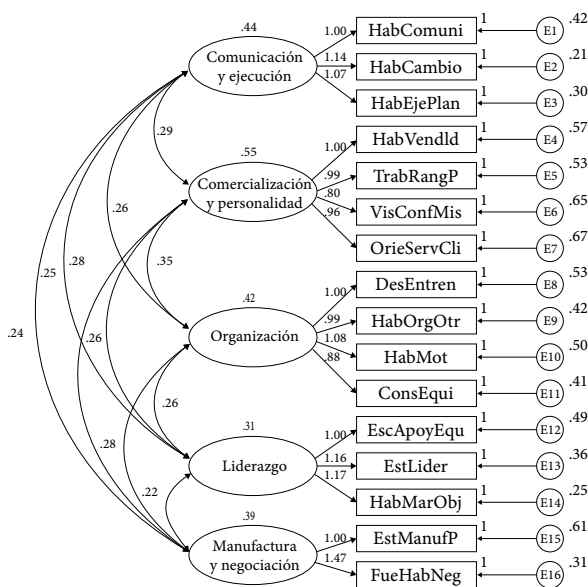 .44
Comunicación
y ejecución
1.00
1.14
1.07
HabComuni
1
E1
.42
HabCambio
1
E2
.21
HabEjePlan
1
E3
.30
.29
.55
Comercialización
y personalidad
1.00
.99
.80
.96
HabVendId
1
E4
.57
TrabRangP
1
E5
.53
VisConfMis
1
E6
.65
OrieServCli
1
E7
.67
.26
.35
.25
.28
.24
.26
.42
Organización
1.00
.99
1.08
.88
DesEntren
1
E8
.53
HabOrgOtr
1
E9
.42
HabMot
1
E10
.50
ConsEqui
1
E11
.41
.26
.28
.22
.31
Liderazgo
1.00
1.16
1.17
EscApoyEqu
1
E12
.49
EstLider
1
E13
.36
HabMarObj
1
E14
.25
.39
Manufactura
y negociación
1.00
1.47
EstManufP
1
E15
.61
FueHabNeg
1
E16
.31